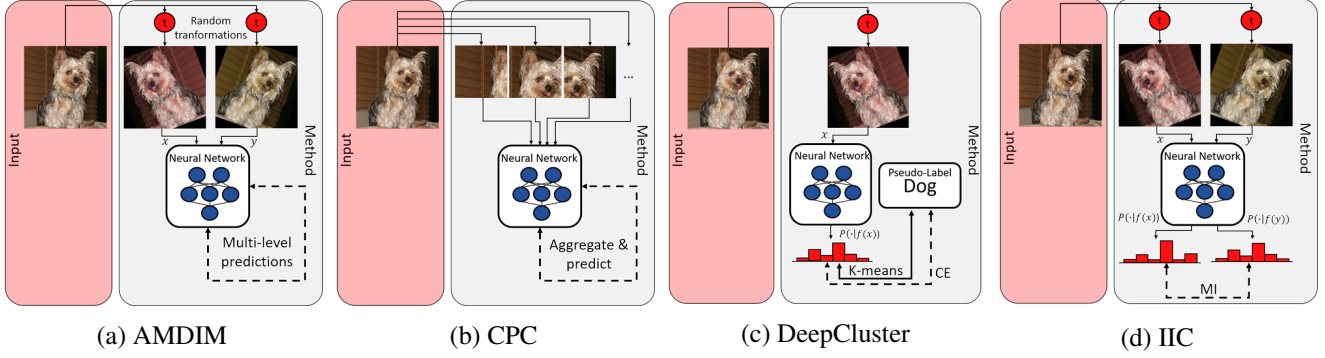 t
t
Random
tranformations
Input
Method
x
y
Neural Network
Multi-level
predictions
(a) AMDIM
...
Input
Method
Neural Network
Aggregate &
predict
(b) CPC
t
Input
Method
x
Neural Network
Pseudo-Label
Dog
P(·|f(x))
K-means
CE
(c) DeepCluster
t
t
Input
Method
x
y
Neural Network
P(·|f(x))
P(·|f(y))
MI
(d) IIC